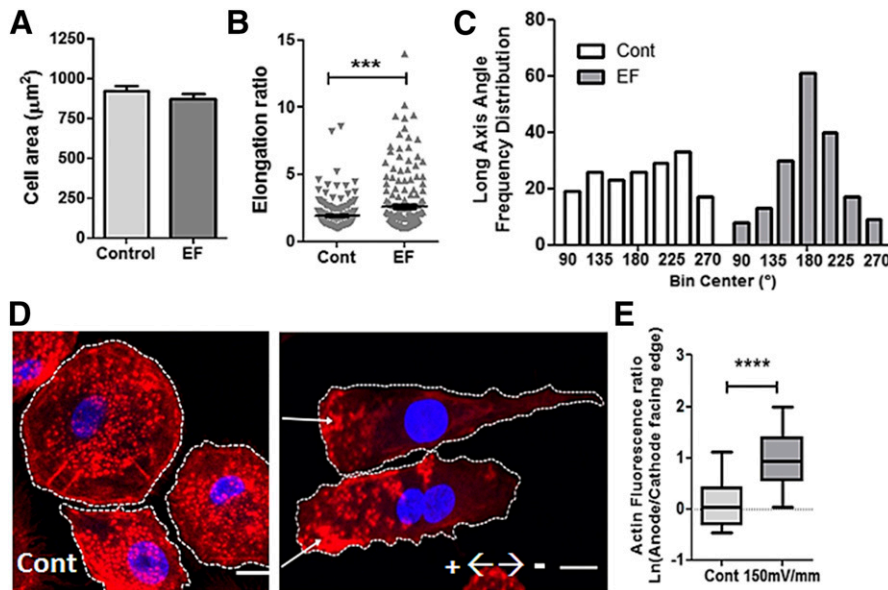 A
Cell area (μm2)
1250
1000
750
500
250
0
Control
EF
B
Elongation ratio
15
10
5
0
***
Cont
EF
C
Long Axis Angle
Frequency Distribution
80
60
40
20
0
Cont
EF
90 135 180 225 270 90 135 180 225 270
Bin Center (°)
D
Cont
+ ←→ -
E
Actin Fluorescence ratio
Ln(Anode/Cathode facing edge)
3
2
1
0
-1
****
Cont 150mV/mm